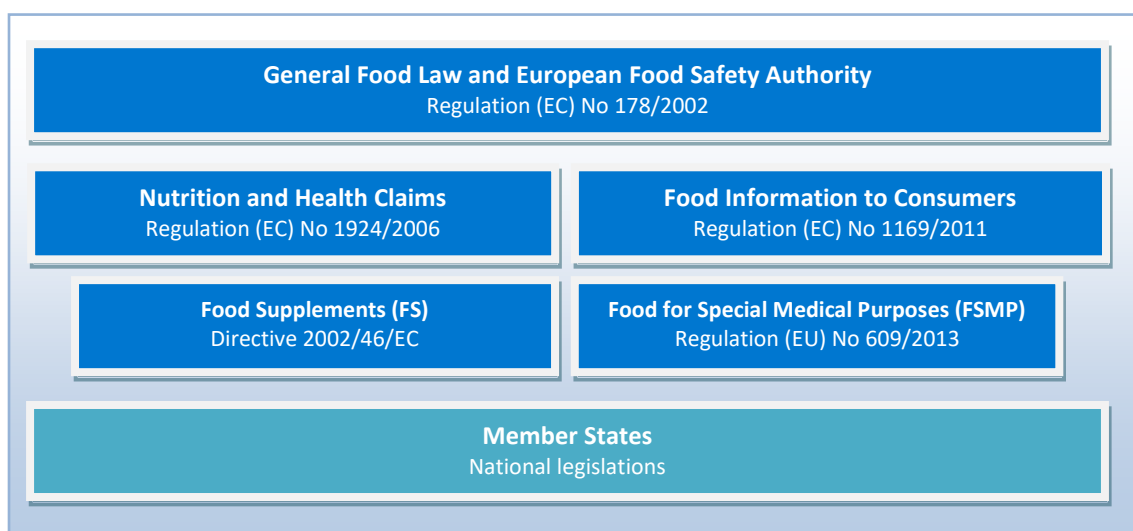 General Food Law and European Food Safety Authority
Regulation (EC) No 178/2002
Nutrition and Health Claims
Regulation (EC) No 1924/2006
Food Information to Consumers
Regulation (EC) No 1169/2011
Food Supplements (FS)
Directive 2002/46/EC
Food for Special Medical Purposes (FSMP)
Regulation (EU) No 609/2013
Member States
National legislations